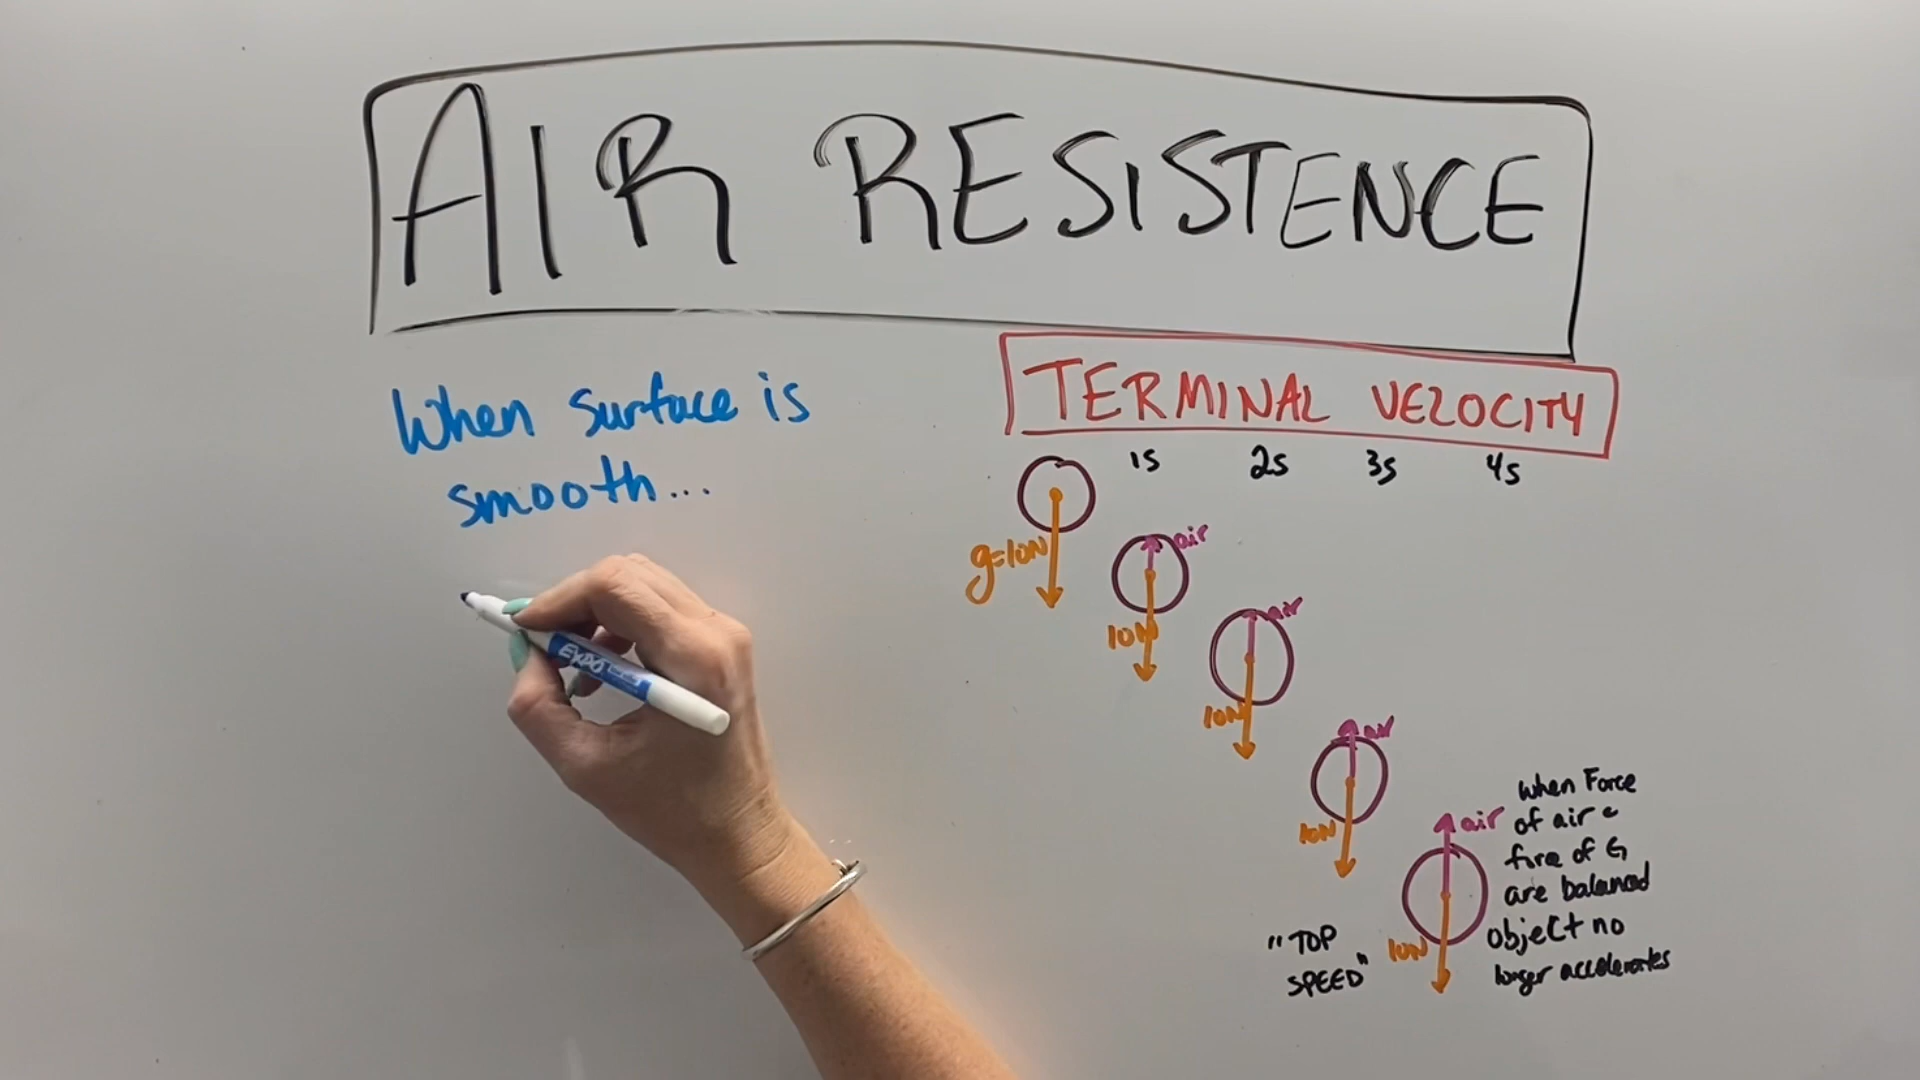 AIR RESISTENCE
When surface is
smooth...
EXPO
TERMINAL VELOCITY
1s 2s 3s 4s
g=10N
air
10N
air
10N
air
10N
air
10N
"TOP
SPEED"
when Force
of air e
force of G
are balanced
object no
longer accelerates